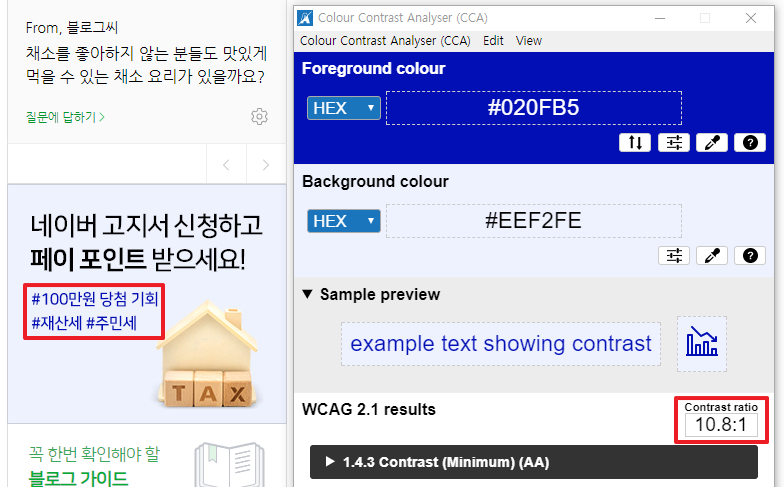 From, 블로그씨
채소를 좋아하지 않는 분들도 맛있게
먹을 수 있는 채소 요리가 있을까요?
질문에 답하기 >
네이버 고지서 신청하고
페이 포인트 받으세요!
#100만원 당첨 기회
#재산세 #주민세
TAX
꼭 한번 확인해야 할
블로그 가이드
Colour Contrast Analyser (CCA)
Colour Contrast Analyser (CCA) Edit View
Foreground colour
HEX #020FB5
Background colour
HEX #EEF2FE
Sample preview
example text showing contrast
WCAG 2.1 results
Contrast ratio
10.8:1
1.4.3 Contrast (Minimum) (AA)